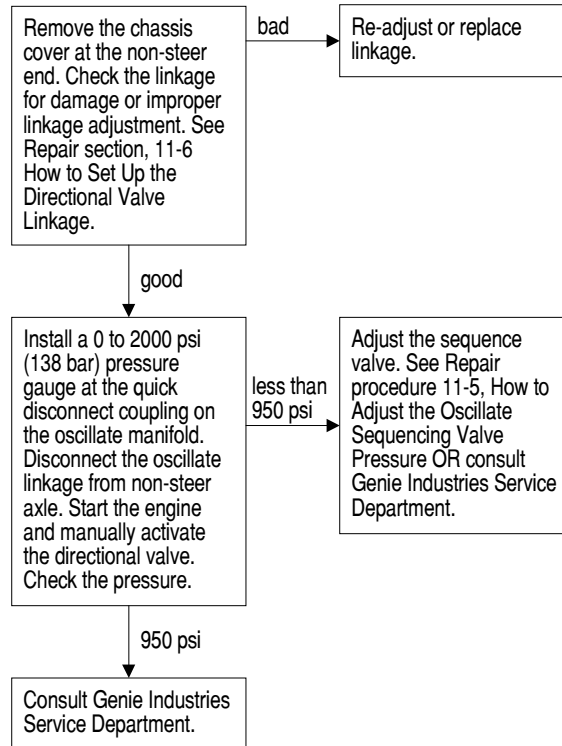 Remove the chassis
cover at the non-steer
end. Check the linkage
for damage or improper
linkage adjustment. See
Repair section, 11-6
How to Set Up the
Directional Valve
Linkage.
bad
Re-adjust or replace
linkage.
good
Install a 0 to 2000 psi
(138 bar) pressure
gauge at the quick
disconnect coupling on
the oscillate manifold.
Disconnect the oscillate
linkage from non-steer
axle. Start the engine
and manually activate
the directional valve.
Check the pressure.
less than
950 psi
Adjust the sequence
valve. See Repair
procedure 11-5, How to
Adjust the Oscillate
Sequencing Valve
Pressure OR consult
Genie Industries Service
Department.
950 psi
Consult Genie Industries
Service Department.